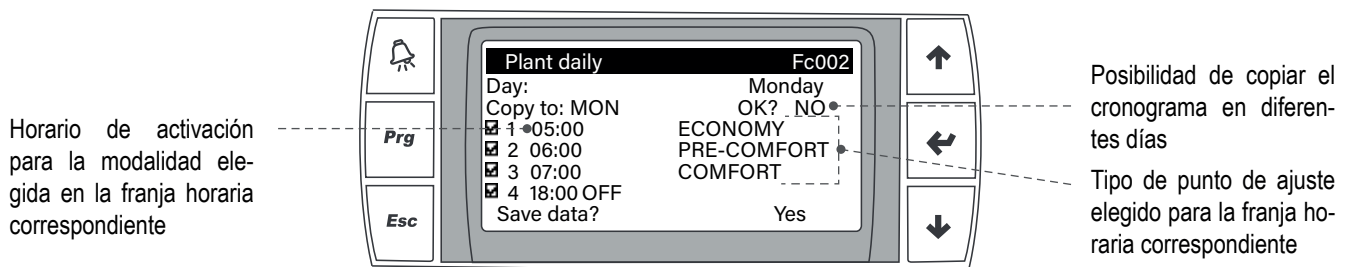 Horario de activación
para la modalidad ele-
gida en la franja horaria
correspondiente
Prg
Esc
Plant daily Fc002
Day: Monday
Copy to: MON OK? NO
1 05:00 ECONOMY
2 06:00 PRE-COMFORT
3 07:00 COMFORT
4 18:00 OFF
Save data? Yes
Posibilidad de copiar el
cronograma en diferen-
tes días
Tipo de punto de ajuste
elegido para la franja ho-
raria correspondiente